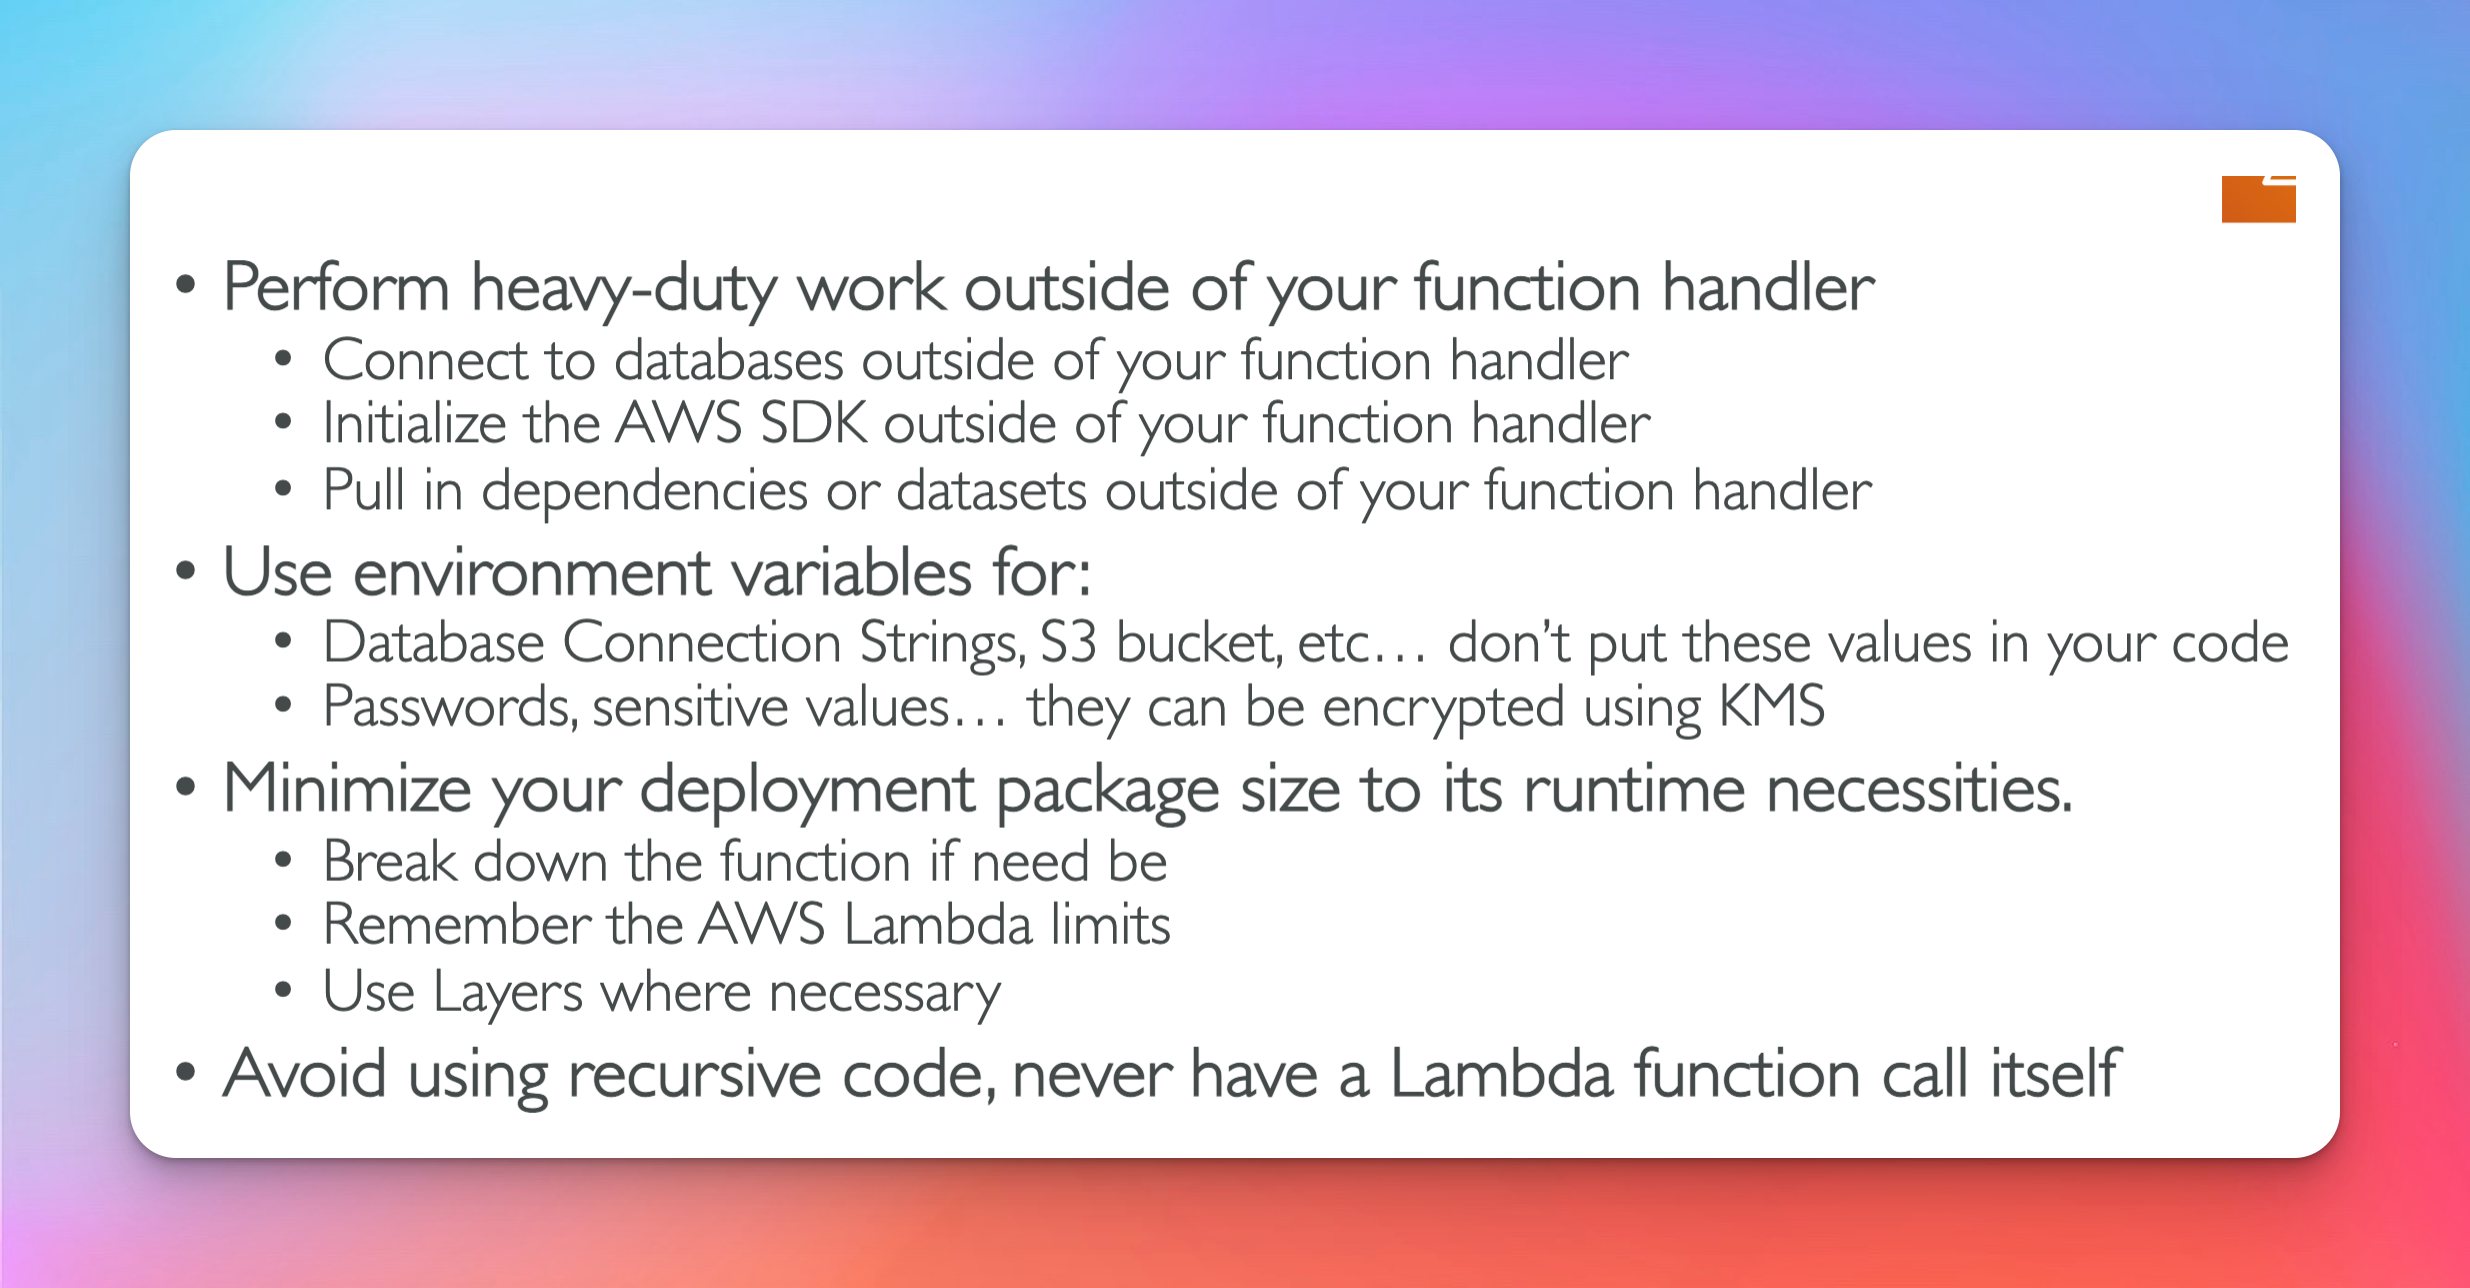 • Perform heavy-duty work outside of your function handler
• Connect to databases outside of your function handler
• Initialize the AWS SDK outside of your function handler
• Pull in dependencies or datasets outside of your function handler
• Use environment variables for:
• Database Connection Strings, S3 bucket, etc… don’t put these values in your code
• Passwords, sensitive values… they can be encrypted using KMS
• Minimize your deployment package size to its runtime necessities.
• Break down the function if need be
• Remember the AWS Lambda limits
• Use Layers where necessary
• Avoid using recursive code, never have a Lambda function call itself